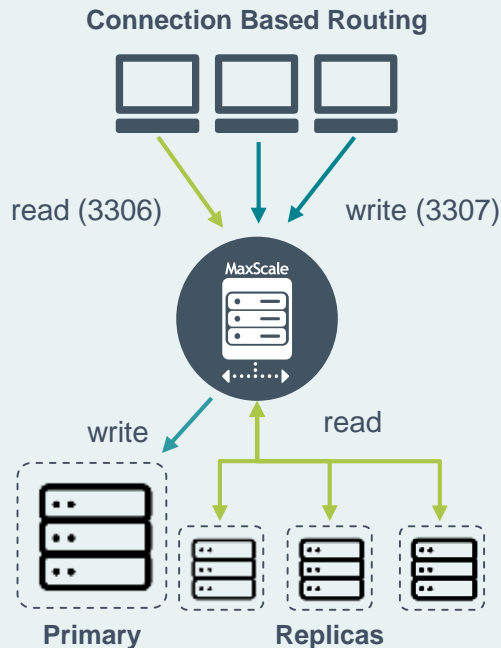 Connection Based Routing
read (3306)
write (3307)
MaxScale
write
read
Primary
Replicas